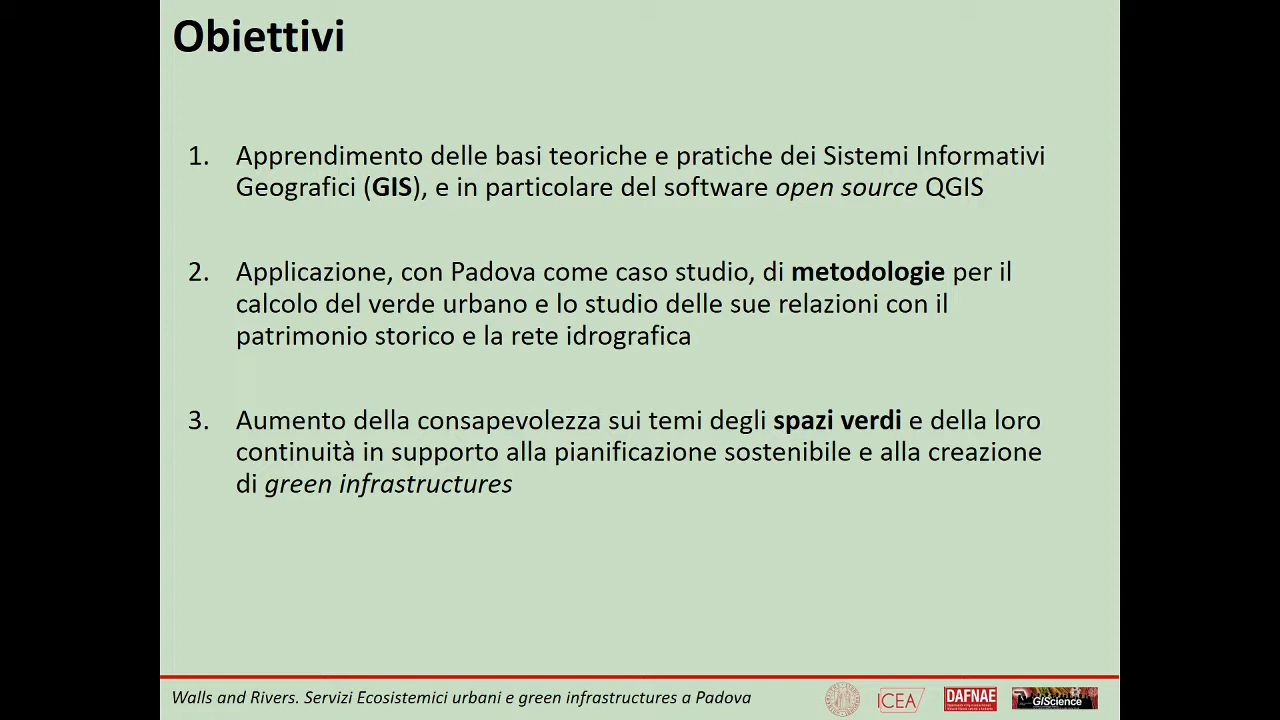 Obiettivi
1. Apprendimento delle basi teoriche e pratiche dei Sistemi Informativi
Geografici (GIS), e in particolare del software open source QGIS
2. Applicazione, con Padova come caso studio, di metodologie per il
calcolo del verde urbano e lo studio delle sue relazioni con il
patrimonio storico e la rete idrografica
3. Aumento della consapevolezza sui temi degli spazi verdi e della loro
continuità in supporto alla pianificazione sostenibile e alla creazione
di green infrastructures
Walls and Rivers. Servizi Ecosistemici urbani e green infrastructures a Padova
ICEA
DAFNAE
GIScience